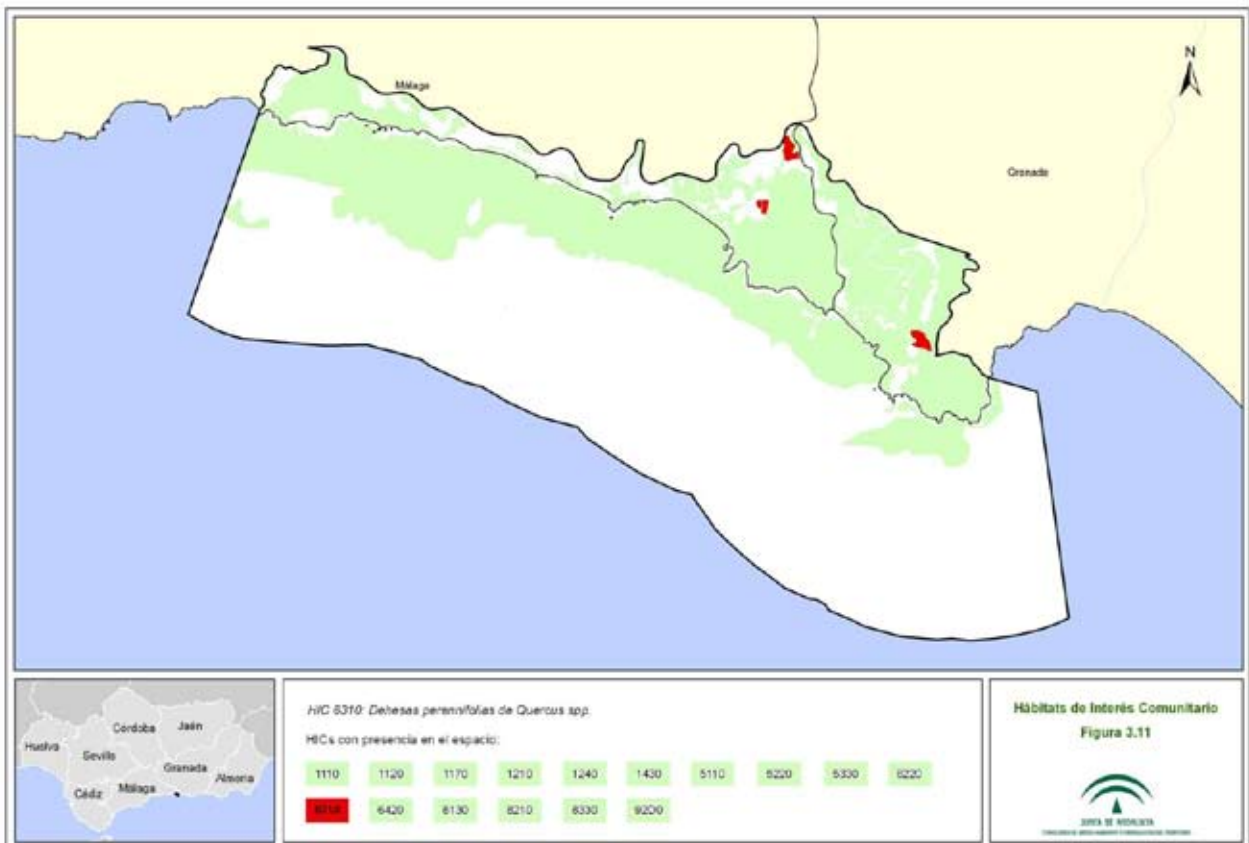 N
Málaga
Granada
Huelva
Sevilla
Córdoba
Jaén
Granada
Almería
Cádiz
Málaga
HIC 6310: Dehesas perennifolias de Quercus spp.
HICs con presencia en el espacio:
1110 1120 1170 1210 1240 1430 5110 5220 5330 6220
6310 6420 8130 8210 8330 92D0
Hábitats de Interés Comunitario
Figura 3.11
JUNTA DE ANDALUCIA